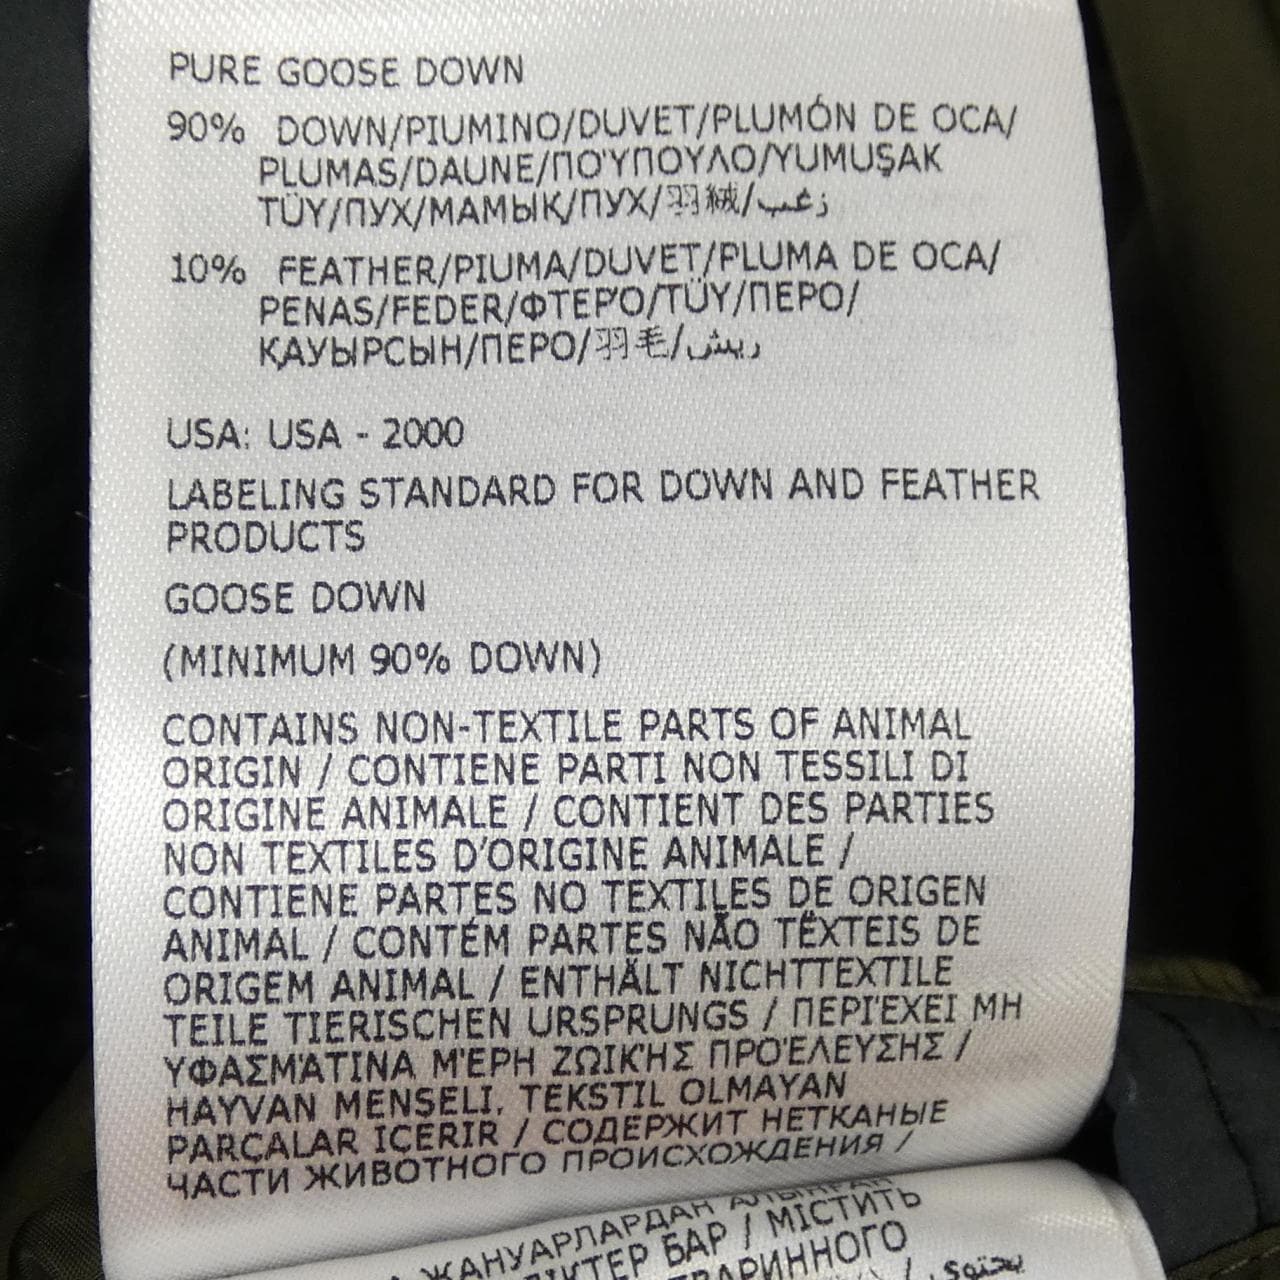 PURE GOOSE DOWN
90% DOWN/PIUMINO/DUVET/PLUMÓN DE OCA/
PLUMAS/DAUNE/ΠΟΎΠΟΥΛΟ/YUMUŞAK
TÜY/ПУХ/МАМЫҚ/ПУХ/羽絨/زغب
10% FEATHER/PIUMA/DUVET/PLUMA DE OCA/
PENAS/FEDER/ΦΤΕΡΌ/TÜY/ПЕРО/
ҚАУЫРСЫН/ПЕРО/羽毛/ريش
USA: USA - 2000
LABELING STANDARD FOR DOWN AND FEATHER
PRODUCTS
GOOSE DOWN
(MINIMUM 90% DOWN)
CONTAINS NON-TEXTILE PARTS OF ANIMAL
ORIGIN / CONTIENE PARTI NON TESSILI DI
ORIGINE ANIMALE / CONTIENT DES PARTIES
NON TEXTILES D'ORIGINE ANIMALE /
CONTIENE PARTES NO TEXTILES DE ORIGEN
ANIMAL / CONTÉM PARTES NÃO TËXTEIS DE
ORIGEM ANIMAL / ENTHÄLT NICHTTEXTILE
TEILE TIERISCHEN URSPRUNGS / ΠΕΡΙΈΧΕΙ ΜΗ
ΥΦΑΣΜΆΤΙΝΑ ΜΈΡΗ ΖΩΙΚΉΣ ΠΡΟΈΛΕΥΣΗΣ /
HAYVAN MENSELI, TEKSTIL OLMAYAN
PARÇALAR IÇERIR / СОДЕРЖИТ НЕТКАНЫЕ
ЧАСТИ ЖИВОТНОГО ПРОИСХОЖДЕНИЯ /
ЖАНУАРЛАРДАН
БАР / МІСТИТЬ
يحتوي /